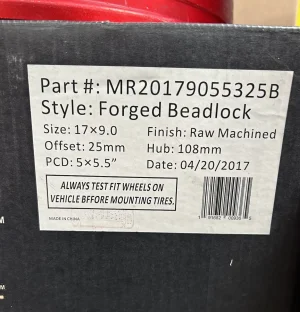 Part #: MR20179055325B
Style: Forged Beadlock
Size: 17×9.0 Finish: Raw Machined
Offset: 25mm Hub: 108mm
PCD: 5×5.5" Date: 04/20/2017
ALWAYS TEST FIT WHEELS ON
VEHICLE BFFORE MOUNTING TIRES.
MADE IN CHINA